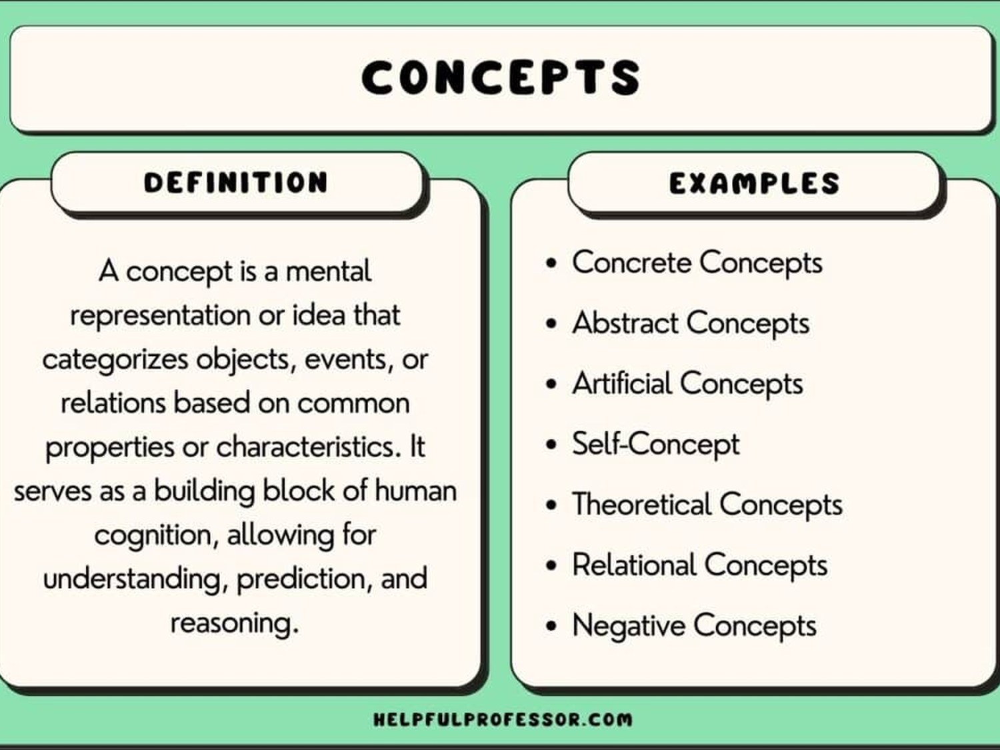 CONCEPTS
DEFINITION
A concept is a mental
representation or idea that
categorizes objects, events, or
relations based on common
properties or characteristics. It
serves as a building block of human
cognition, allowing for
understanding, prediction, and
reasoning.
EXAMPLES
• Concrete Concepts
• Abstract Concepts
• Artificial Concepts
• Self-Concept
• Theoretical Concepts
• Relational Concepts
• Negative Concepts
HELPFULPROFESSOR.COM